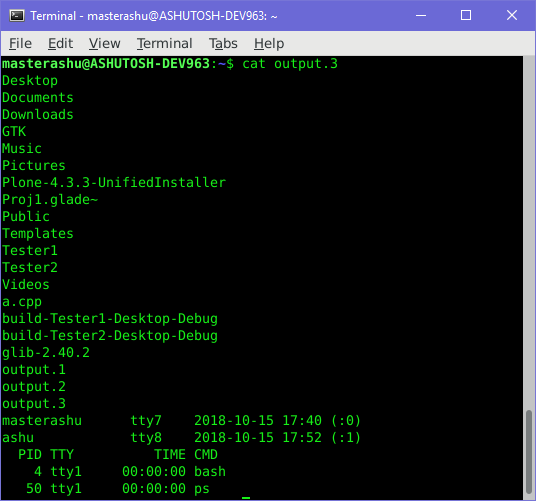 Terminal - masterashu@ASHUTOSH-DEV963: ~
File Edit View Terminal Tabs Help
masterashu@ASHUTOSH-DEV963:~$ cat output.3
Desktop
Documents
Downloads
GTK
Music
Pictures
Plone-4.3.3-UnifiedInstaller
Proj1.glade~
Public
Templates
Tester1
Tester2
Videos
a.cpp
build-Tester1-Desktop-Debug
build-Tester2-Desktop-Debug
glib-2.40.2
output.1
output.2
output.3
masterashu      tty7    2018-10-15 17:40 (:0)
ashu            tty8    2018-10-15 17:52 (:1)
  PID TTY          TIME CMD
    4 tty1     00:00:00 bash
   50 tty1     00:00:00 ps